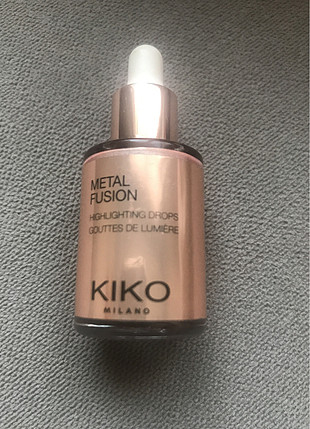 METAL
FUSION
HIGHLIGHTING DROPS
GOUTTES DE LUMIÈRE
KIKO
MILANO